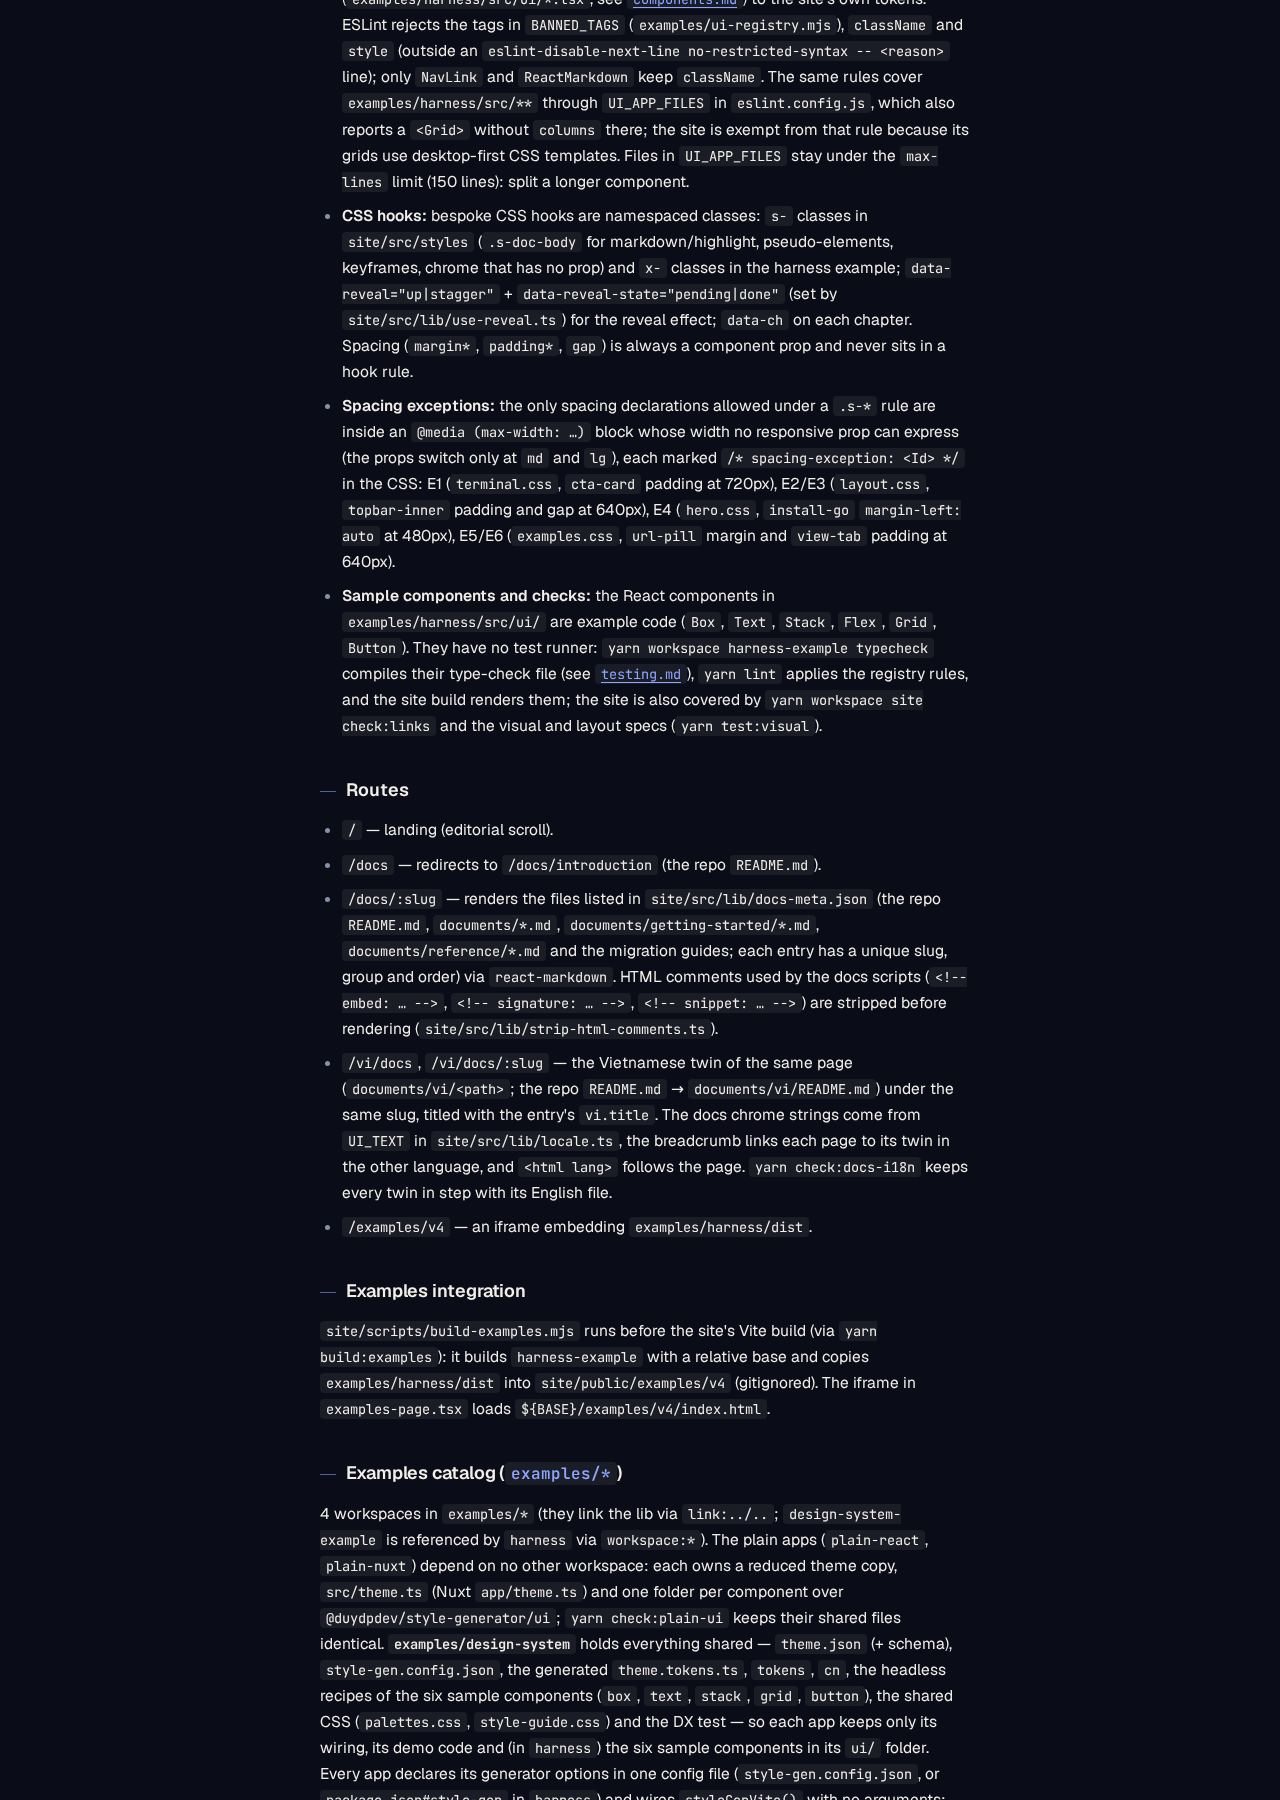 (examples/harness/src/ui/*.tsx, see components.md) to the site's own tokens.
ESLint rejects the tags in BANNED_TAGS (examples/ui-registry.mjs), className and
style (outside an eslint-disable-next-line no-restricted-syntax -- <reason>
line); only NavLink and ReactMarkdown keep className. The same rules cover
examples/harness/src/** through UI_APP_FILES in eslint.config.js, which also
reports a <Grid> without columns there; the site is exempt from that rule because its
grids use desktop-first CSS templates. Files in UI_APP_FILES stay under the max-
lines limit (150 lines): split a longer component.
• CSS hooks: bespoke CSS hooks are namespaced classes: s- classes in
site/src/styles (.s-doc-body for markdown/highlight, pseudo-elements,
keyframes, chrome that has no prop) and x- classes in the harness example; data-
reveal="up|stagger" + data-reveal-state="pending|done" (set by
site/src/lib/use-reveal.ts) for the reveal effect; data-ch on each chapter.
Spacing (margin*, padding*, gap) is always a component prop and never sits in a
hook rule.
• Spacing exceptions: the only spacing declarations allowed under a .s-* rule are
inside an @media (max-width: …) block whose width no responsive prop can express
(the props switch only at md and lg), each marked /* spacing-exception: <Id> */
in the CSS: E1 (terminal.css, cta-card padding at 720px), E2/E3 (layout.css,
topbar-inner padding and gap at 640px), E4 (hero.css, install-go margin-left:
auto at 480px), E5/E6 (examples.css, url-pill margin and view-tab padding at
640px).
• Sample components and checks: the React components in
examples/harness/src/ui/ are example code (Box, Text, Stack, Flex, Grid,
Button). They have no test runner: yarn workspace harness-example typecheck
compiles their type-check file (see testing.md), yarn lint applies the registry rules,
and the site build renders them; the site is also covered by yarn workspace site
check:links and the visual and layout specs (yarn test:visual).
— Routes
• / — landing (editorial scroll).
• /docs — redirects to /docs/introduction (the repo README.md).
• /docs/:slug — renders the files listed in site/src/lib/docs-meta.json (the repo
README.md, documents/*.md, documents/getting-started/*.md,
documents/reference/*.md and the migration guides; each entry has a unique slug,
group and order) via react-markdown. HTML comments used by the docs scripts (<!--
embed: … -->, <!-- signature: … -->, <!-- snippet: … -->) are stripped before
rendering (site/src/lib/strip-html-comments.ts).
• /vi/docs, /vi/docs/:slug — the Vietnamese twin of the same page
(documents/vi/<path>; the repo README.md → documents/vi/README.md) under the
same slug, titled with the entry's vi.title. The docs chrome strings come from
UI_TEXT in site/src/lib/locale.ts, the breadcrumb links each page to its twin in
the other language, and <html lang> follows the page. yarn check:docs-i18n keeps
every twin in step with its English file.
• /examples/v4 — an iframe embedding examples/harness/dist.
— Examples integration
site/scripts/build-examples.mjs runs before the site's Vite build (via yarn
build:examples): it builds harness-example with a relative base and copies
examples/harness/dist into site/public/examples/v4 (gitignored). The iframe in
examples-page.tsx loads ${BASE}/examples/v4/index.html.
— Examples catalog (examples/*)
4 workspaces in examples/* (they link the lib via link:../..; design-system-
example is referenced by harness via workspace:*). The plain apps (plain-react,
plain-nuxt) depend on no other workspace: each owns a reduced theme copy,
src/theme.ts (Nuxt app/theme.ts) and one folder per component over
@duydpdev/style-generator/ui; yarn check:plain-ui keeps their shared files
identical. examples/design-system holds everything shared — theme.json (+ schema),
style-gen.config.json, the generated theme.tokens.ts, tokens, cn, the headless
recipes of the six sample components (box, text, stack, grid, button), the shared
CSS (palettes.css, style-guide.css) and the DX test — so each app keeps only its
wiring, its demo code and (in harness) the six sample components in its ui/ folder.
Every app declares its generator options in one config file (style-gen.config.json, or
package.json#style-gen in harness) and wires styleGenVite() with no arguments;